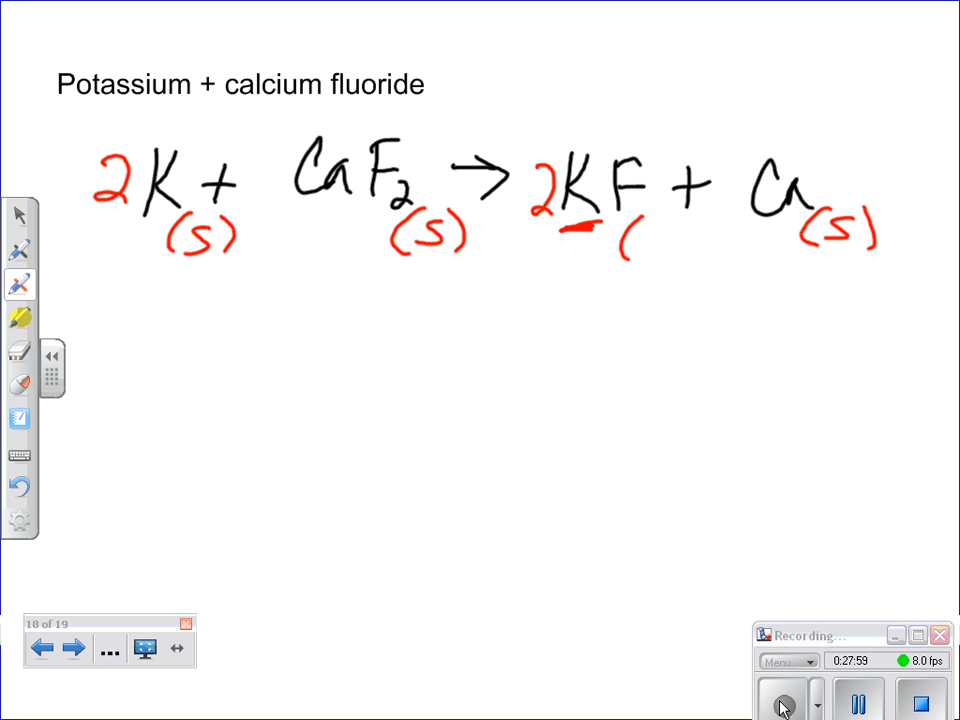 Potassium + calcium fluoride
2K + CaF₂ → 2KF + Ca
(s) (s) ( (s)
18 of 19
...
Recording...
Menu 0:27:59 8.0 fps